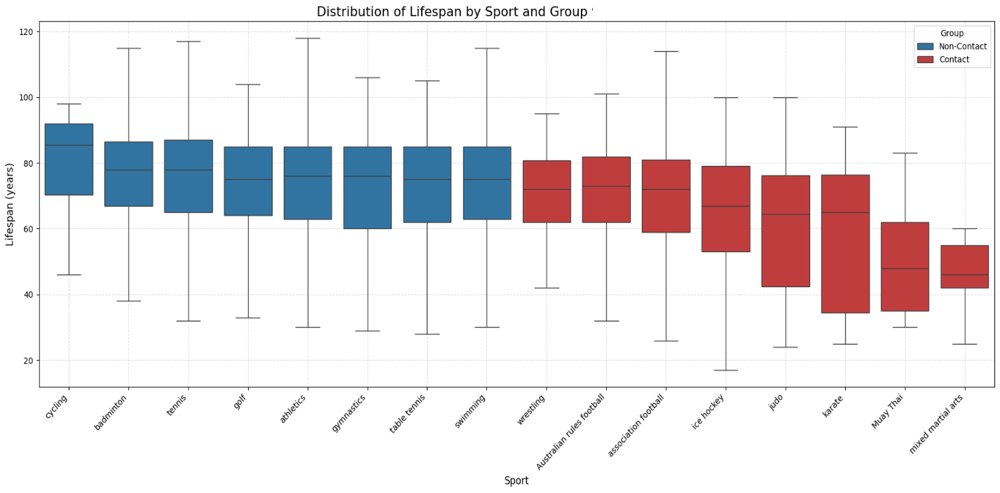 Distribution of Lifespan by Sport and Group
Group
Non-Contact
Contact
Lifespan (years)
120
100
80
60
40
20
cycling
badminton
tennis
golf
athletics
gymnastics
table tennis
swimming
wrestling
Australian rules football
association football
ice hockey
judo
karate
Muay Thai
mixed martial arts
Sport